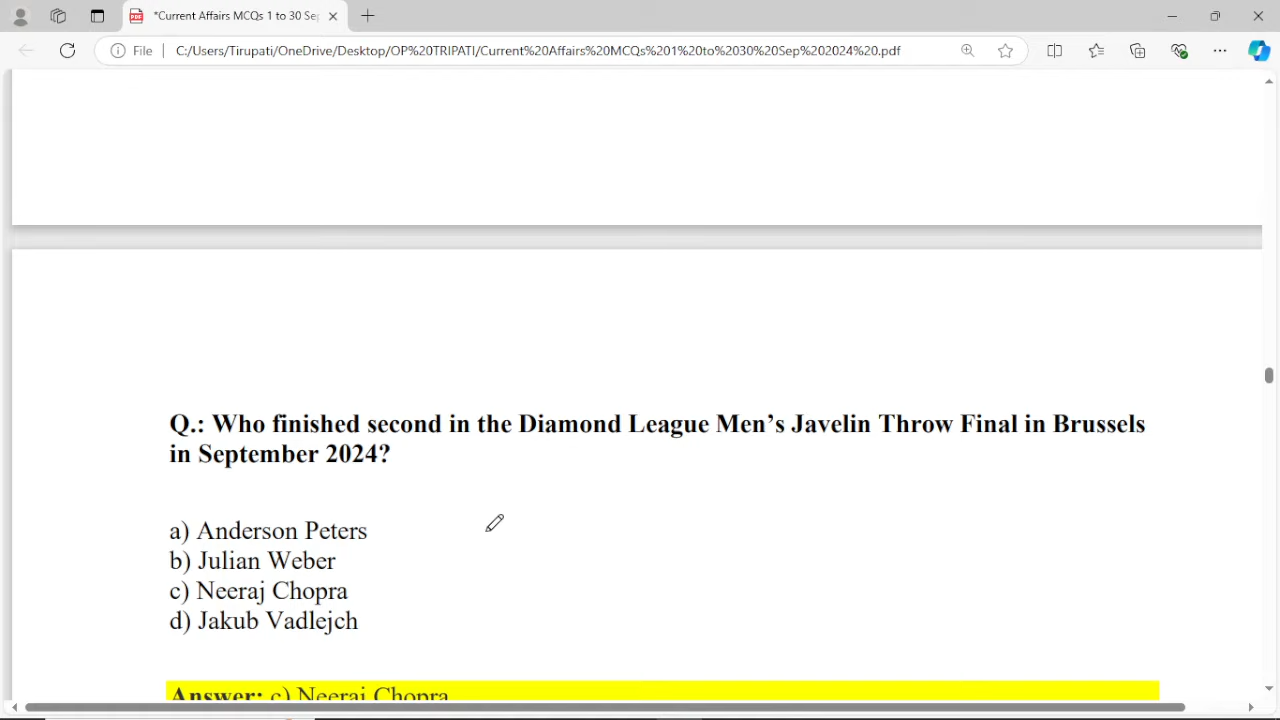 *Current Affairs MCQs 1 to 30 Sep
File
C:/Users/Tirupati/OneDrive/Desktop/OP%20TRIPATI/Current%20Affairs%20MCQs%201%20to%2030%20Sep%202024%20.pdf
Q.: Who finished second in the Diamond League Men’s Javelin Throw Final in Brussels
in September 2024?
a) Anderson Peters
b) Julian Weber
c) Neeraj Chopra
d) Jakub Vadlejch
Answer: c) Neeraj Chopra